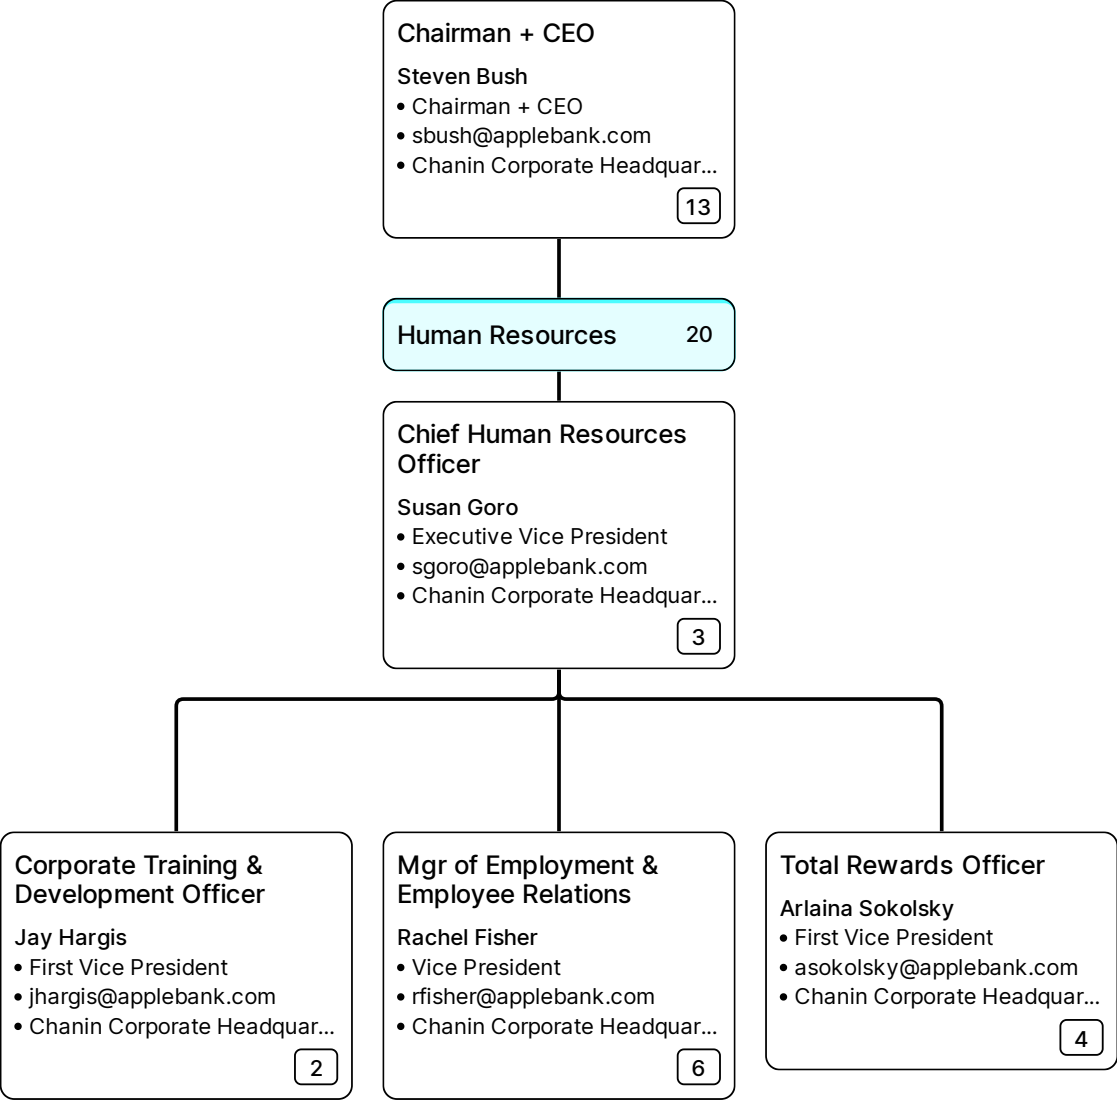 Chairman + CEO
Steven Bush
• Chairman + CEO
• sbush@applebank.com
• Chanin Corporate Headquar...
13
Human Resources 20
Chief Human Resources
Officer
Susan Goro
• Executive Vice President
• sgoro@applebank.com
• Chanin Corporate Headquar...
3
Corporate Training &
Development Officer
Jay Hargis
• First Vice President
• jhargis@applebank.com
• Chanin Corporate Headquar...
2
Mgr of Employment &
Employee Relations
Rachel Fisher
• Vice President
• rfisher@applebank.com
• Chanin Corporate Headquar...
6
Total Rewards Officer
Arlaina Sokolsky
• First Vice President
• asokolsky@applebank.com
• Chanin Corporate Headquar...
4